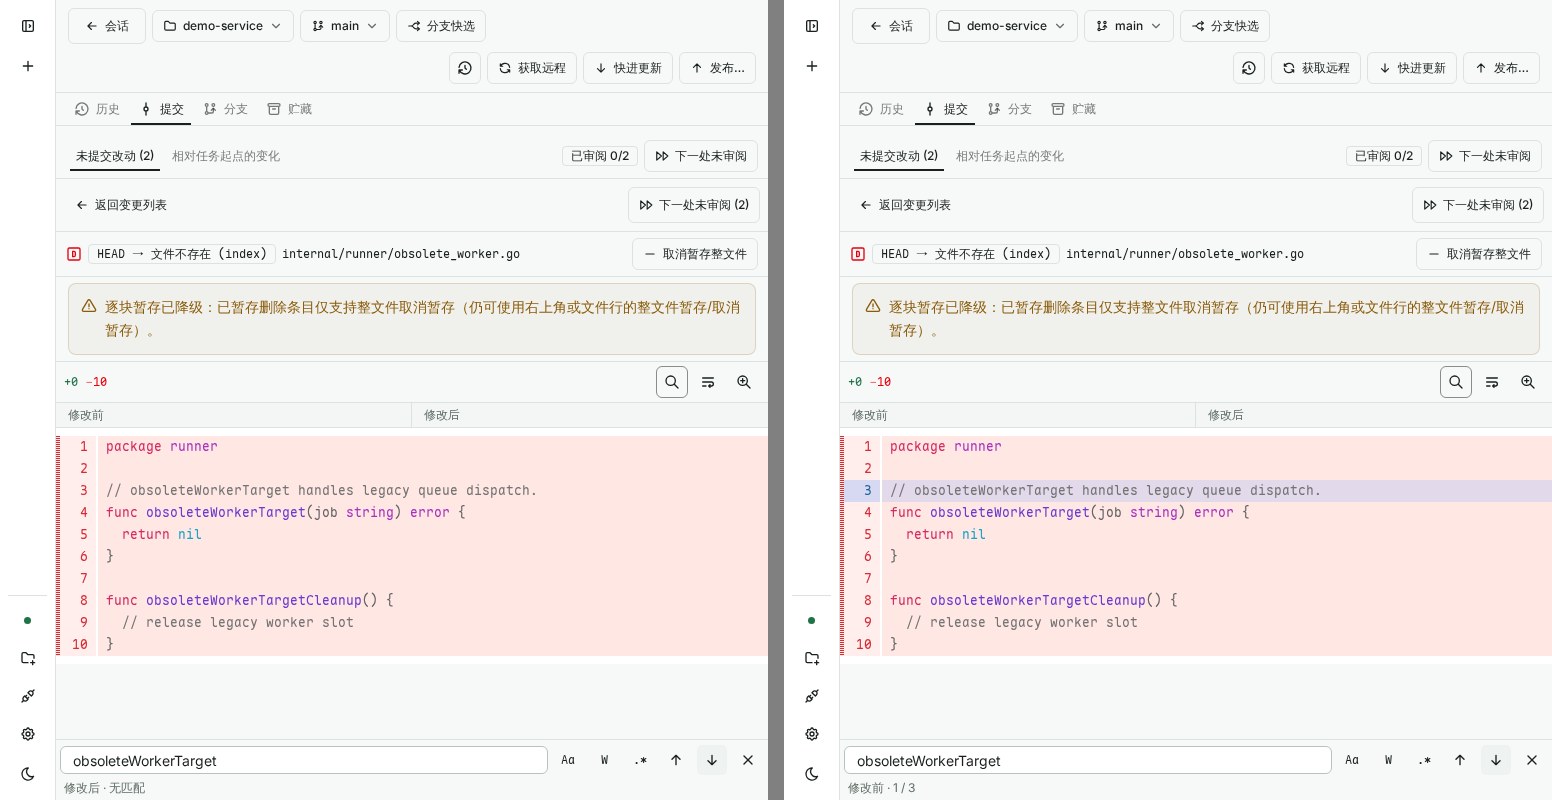 会话 demo-service main 分支快选
获取远程 快进更新 发布...
历史 提交 分支 贮藏
未提交改动 (2) 相对任务起点的变化 已审阅 0/2 下一处未审阅
返回变更列表 下一处未审阅 (2)
D HEAD → 文件不存在 (index) internal/runner/obsolete_worker.go 取消暂存整文件
逐块暂存已降级：已暂存删除条目仅支持整文件取消暂存（仍可使用右上角或文件行的整文件暂存/取消
暂存）。
+0 −10
修改前 修改后
1 package runner
2
3 // obsoleteWorkerTarget handles legacy queue dispatch.
4 func obsoleteWorkerTarget(job string) error {
5 return nil
6 }
7
8 func obsoleteWorkerTargetCleanup() {
9 // release legacy worker slot
10 }
obsoleteWorkerTarget Aa W .*
修改后 · 无匹配
会话 demo-service main 分支快选
获取远程 快进更新 发布...
历史 提交 分支 贮藏
未提交改动 (2) 相对任务起点的变化 已审阅 0/2 下一处未审阅
返回变更列表 下一处未审阅 (2)
D HEAD → 文件不存在 (index) internal/runner/obsolete_worker.go 取消暂存整文件
逐块暂存已降级：已暂存删除条目仅支持整文件取消暂存（仍可使用右上角或文件行的整文件暂存/取消
暂存）。
+0 −10
修改前 修改后
1 package runner
2
3 // obsoleteWorkerTarget handles legacy queue dispatch.
4 func obsoleteWorkerTarget(job string) error {
5 return nil
6 }
7
8 func obsoleteWorkerTargetCleanup() {
9 // release legacy worker slot
10 }
obsoleteWorkerTarget Aa W .*
修改前 · 1 / 3